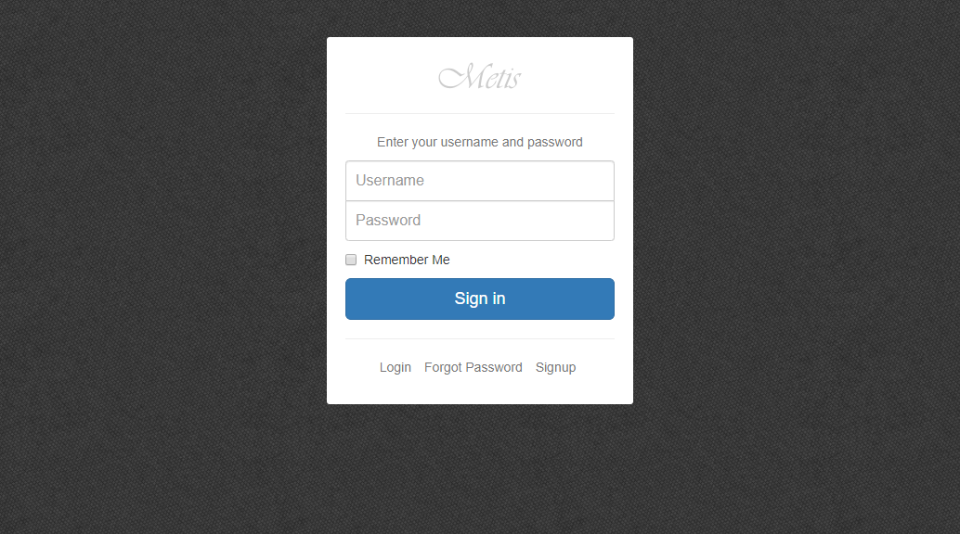 Metis
Enter your username and password
Username
Password
Remember Me
Sign in
Login Forgot Password Signup